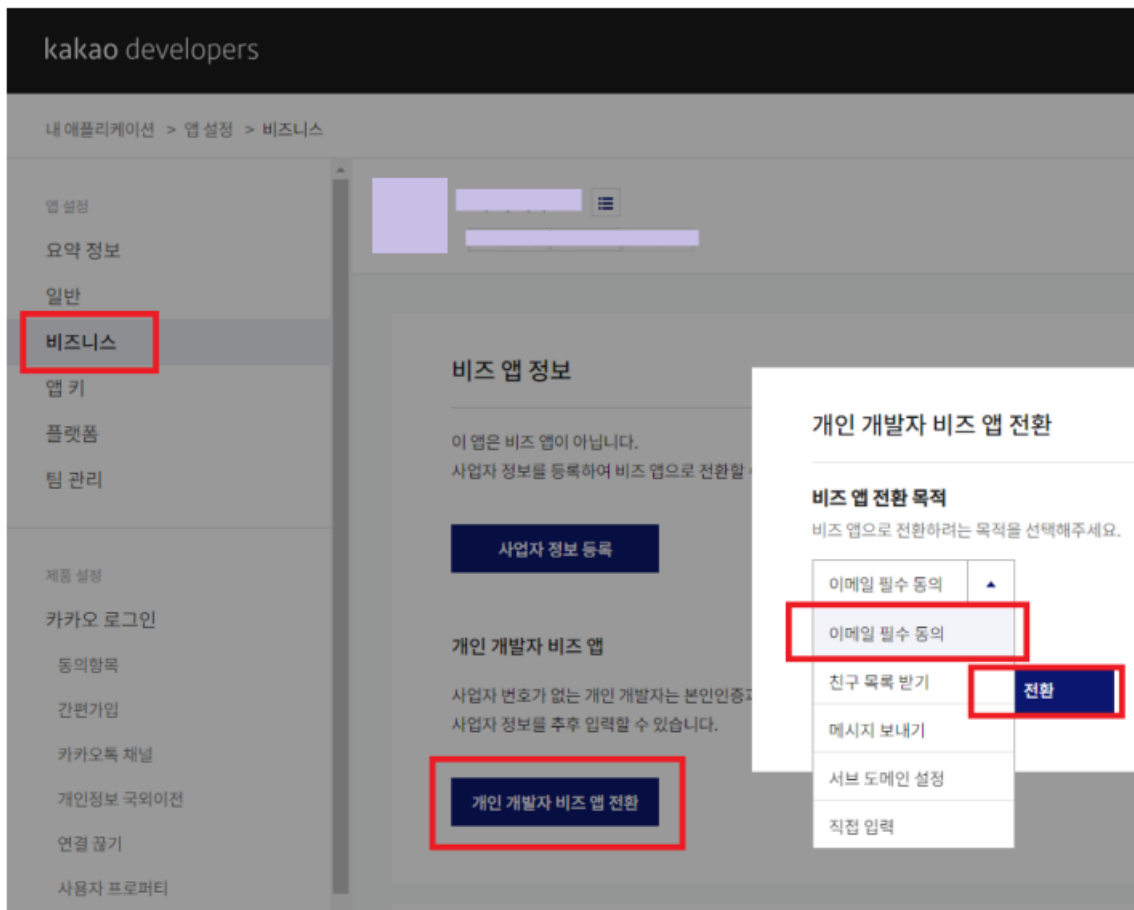 kakao developers
내 애플리케이션 > 앱 설정 > 비즈니스
앱 설정
요약 정보
일반
비즈니스
앱 키
플랫폼
팀 관리
제품 설정
카카오 로그인
동의항목
간편가입
카카오톡 채널
개인정보 국외이전
연결 끊기
사용자 프로퍼티
비즈 앱 정보
이 앱은 비즈 앱이 아닙니다.
사업자 정보를 등록하여 비즈 앱으로 전환할
사업자 정보 등록
개인 개발자 비즈 앱
사업자 번호가 없는 개인 개발자는 본인인증
사업자 정보를 추후 입력할 수 있습니다.
개인 개발자 비즈 앱 전환
개인 개발자 비즈 앱 전환
비즈 앱 전환 목적
비즈 앱으로 전환하려는 목적을 선택해주세요.
이메일 필수 동의
이메일 필수 동의
친구 목록 받기
전환
메시지 보내기
서브 도메인 설정
직접 입력